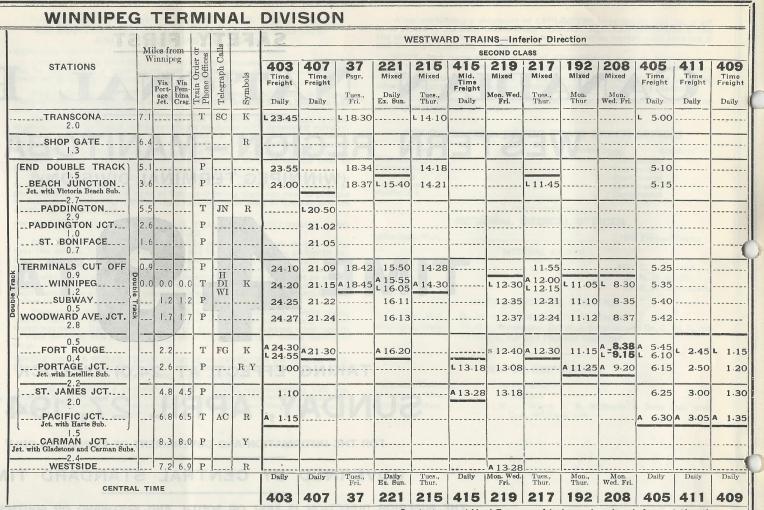 WINNIPEG TERMINAL DIVISION
WESTWARD TRAINS—Inferior Direction
SECOND CLASS
STATIONS | Miles from Winnipeg | Via Portage Jct. | Via Pembina Crsg. | Train Order or Phone Offices | Telegraph Calls | Symbols | 403 | 407 | 37 | 221 | 215 | 415 | 219 | 217 | 192 | 208 | 405 | 411 | 409
Time Freight | Time Freight | Psgr. | Mixed | Mixed | Mid. Time Freight | Mixed | Mixed | Mixed | Mixed | Time Freight | Time Freight | Time Freight
Daily | Daily | Tues., Fri. | Daily Ex. Sun. | Tues., Thur. | Daily | Mon. Wed. Fri. | Tues., Thur. | Mon. Thur | Mon. Wed. Fri. | Daily | Daily | Daily
TRANSCONA 7.1 T SC K L 23.45 L 18-30 L 14.10 L 5.00
2.0
SHOP GATE 6.4 R
1.3
END DOUBLE TRACK 5.1 P 23.55 18-34 14-18 5-10
1.5
BEACH JUNCTION 3.6 P 24.00 18-37 L 15-40 14-21 L 11-45 5-15
Jct. with Victoria Beach Sub.
2.7
PADDINGTON 5.5 T JN R L 20.50
2.9
PADDINGTON JCT. 2.6 P 21.02
1.0
ST. BONIFACE 1.6 P 21.05
0.7
TERMINALS CUT OFF 0.9 P 24.10 21.09 18-42 15-50 14-28 11-55 5-25
0.9
WINNIPEG 0.0 0.0 0.0 T H DI WI K 24.20 21.15 A 18-45 A 15-55 L 16-05 A 14-30 L 12-30 A 12.00 L 12-15 L 11-05 L 8-30 5-35
1.2
SUBWAY 1.2 1.2 P 24-25 21.22 16-11 12-35 12-21 11-10 8-35 5-40
0.5
WOODWARD AVE. JCT. 1.7 1.7 P 24-27 21.24 16-13 12-37 12-24 11-12 8-37 5-42
2.8
Double Track
Double Track
0.5
FORT ROUGE 2.2 T FG K A 24-30 L 24-55 A 21.30 A 16-20 s 12-40 A 12.30 11-15 A 8.38 L 9.15 A 5-45 L 6-10 L 2.45 L 1-15
0.4
PORTAGE JCT. 2.6 P R Y 1.00 L 13.18 13-08 A 11-25 A 9-20 6-15 2.50 1 20
Jct. with Letellier Sub.
2.2
ST. JAMES JCT. 4.8 4.5 P 1.10 A 13-28 13-18 6-25 3.00 1.30
2.0
PACIFIC JCT. 6.8 6.5 T AC R A 1.15 A 6.30 A 3.05 A 1-35
Jct. with Harte Sub.
1.5
CARMAN JCT. 8.3 8.0 P Y
Jct. with Gladstone and Carman Subs.
2.4
WESTSIDE 7.2 6.9 P R A 13-28
CENTRAL TIME
Daily | Daily | Tues., Fri. | Daily Ex. Sun. | Tues., Thur. | Daily | Mon. Wed. Fri. | Tues., Thur. | Mon., Thur. | Mon. Wed. Fri. | Daily | Daily | Daily
403 407 37 221 215 415 219 217 192 208 405 411 409